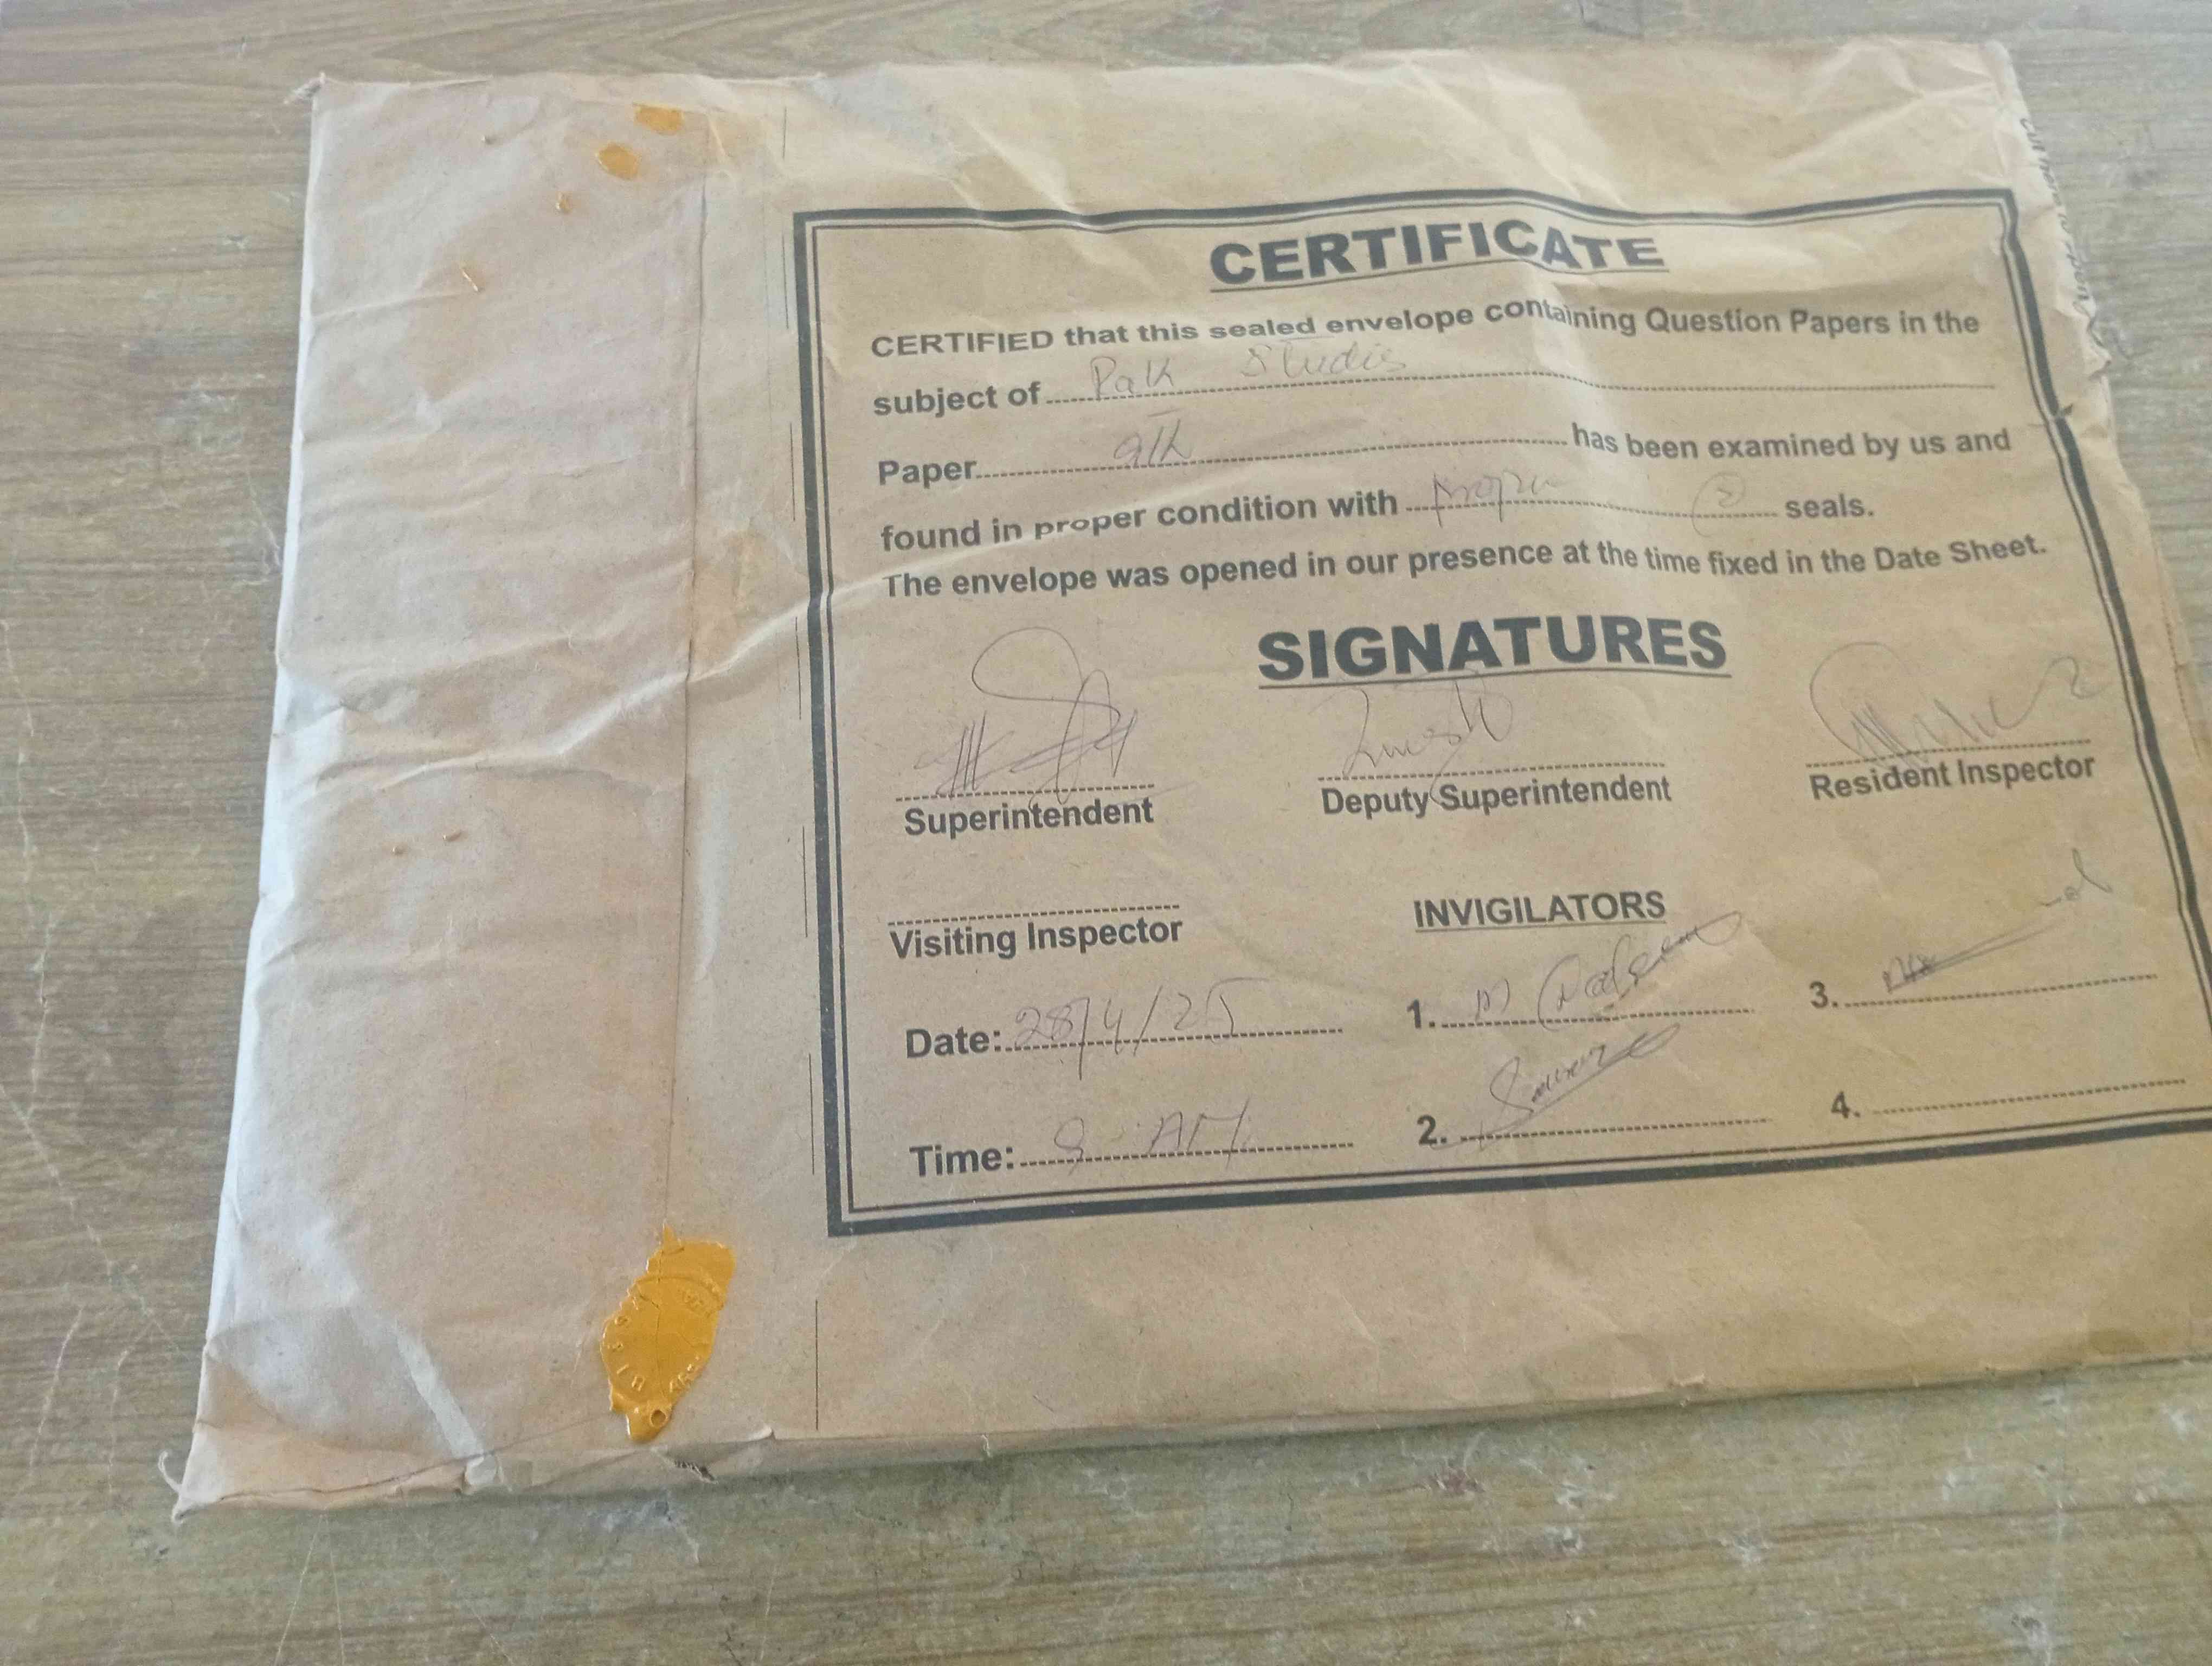 CERTIFICATE
CERTIFIED that this sealed envelope containing Question Papers in the
subject of Pak Studies
Paper 9th has been examined by us and
found in proper condition with proper (2) seals.
The envelope was opened in our presence at the time fixed in the Date Sheet.
SIGNATURES
Superintendent Deputy Superintendent Resident Inspector
Visiting Inspector
INVIGILATORS
Date: 28/4/25 1. M 3.
Time: 8 AM 2. 4.